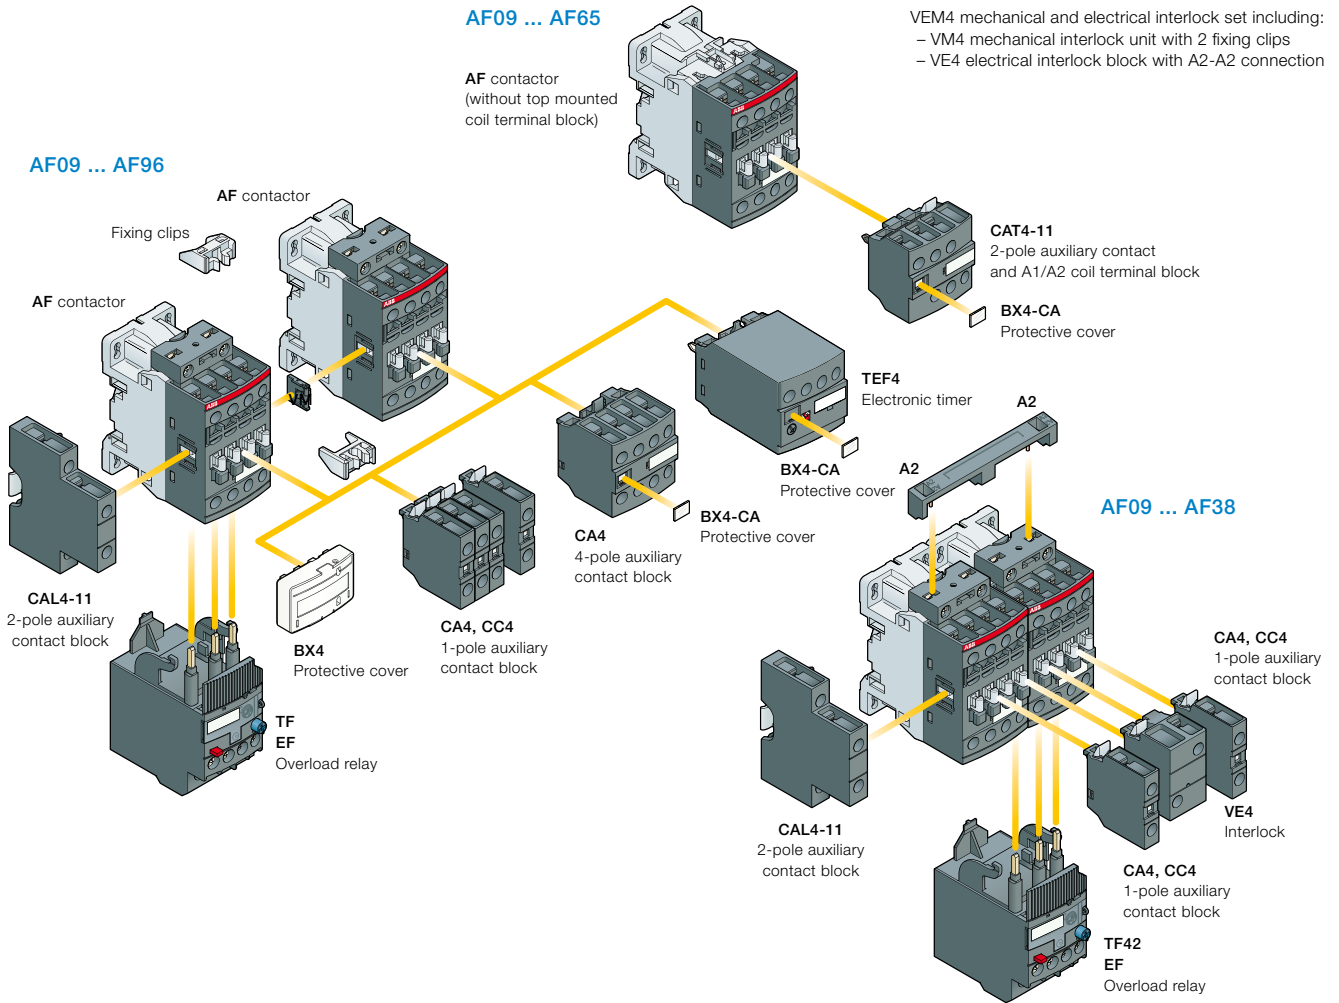 AF09 ... AF65
VEM4 mechanical and electrical interlock set including:
– VM4 mechanical interlock unit with 2 fixing clips
– VE4 electrical interlock block with A2-A2 connection
AF contactor
(without top mounted
coil terminal block)
ABB
CAT4-11
2-pole auxiliary contact
and A1/A2 coil terminal block
BX4-CA
Protective cover
AF09 ... AF96
AF contactor
Fixing clips
AF contactor
ABB
ABB
VM
CAL4-11
2-pole auxiliary
contact block
TEF4
Electronic timer
BX4-CA
Protective cover
BX4-CA
Protective cover
CA4
4-pole auxiliary
contact block
CA4, CC4
1-pole auxiliary
contact block
BX4
Protective cover
TF
EF
Overload relay
A2
A2
AF09 ... AF38
ABB
ABB
CA4, CC4
1-pole auxiliary
contact block
VE4
Interlock
CAL4-11
2-pole auxiliary
contact block
CA4, CC4
1-pole auxiliary
contact block
TF42
EF
Overload relay